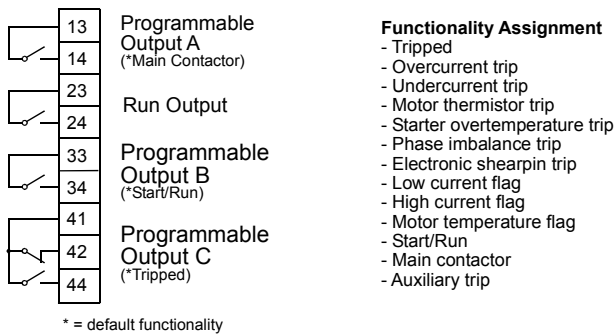 13
Programmable
Output A
(*Main Contactor)
14
23
Run Output
24
33
Programmable
Output B
(*Start/Run)
34
41
42
Programmable
Output C
(*Tripped)
44
* = default functionality
Functionality Assignment
- Tripped
- Overcurrent trip
- Undercurrent trip
- Motor thermistor trip
- Starter overtemperature trip
- Phase imbalance trip
- Electronic shearpin trip
- Low current flag
- High current flag
- Motor temperature flag
- Start/Run
- Main contactor
- Auxiliary trip